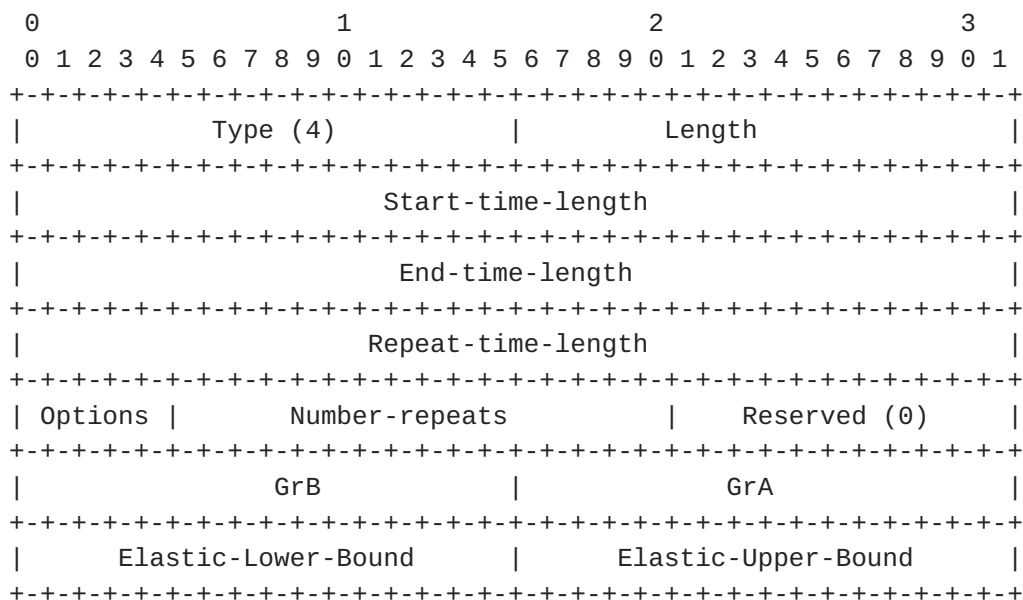 0                   1                   2                   3
 0 1 2 3 4 5 6 7 8 9 0 1 2 3 4 5 6 7 8 9 0 1 2 3 4 5 6 7 8 9 0 1
+-+-+-+-+-+-+-+-+-+-+-+-+-+-+-+-+-+-+-+-+-+-+-+-+-+-+-+-+-+-+-+-+
|            Type (4)           |         Length                |
+-+-+-+-+-+-+-+-+-+-+-+-+-+-+-+-+-+-+-+-+-+-+-+-+-+-+-+-+-+-+-+-+
|                       Start-time-length                       |
+-+-+-+-+-+-+-+-+-+-+-+-+-+-+-+-+-+-+-+-+-+-+-+-+-+-+-+-+-+-+-+-+
|                        End-time-length                        |
+-+-+-+-+-+-+-+-+-+-+-+-+-+-+-+-+-+-+-+-+-+-+-+-+-+-+-+-+-+-+-+-+
|                      Repeat-time-length                       |
+-+-+-+-+-+-+-+-+-+-+-+-+-+-+-+-+-+-+-+-+-+-+-+-+-+-+-+-+-+-+-+-+
| Options |       Number-repeats          |    Reserved (0)     |
+-+-+-+-+-+-+-+-+-+-+-+-+-+-+-+-+-+-+-+-+-+-+-+-+-+-+-+-+-+-+-+-+
|                GrB            |             GrA               |
+-+-+-+-+-+-+-+-+-+-+-+-+-+-+-+-+-+-+-+-+-+-+-+-+-+-+-+-+-+-+-+-+
|      Elastic-Lower-Bound      |      Elastic-Upper-Bound      |
+-+-+-+-+-+-+-+-+-+-+-+-+-+-+-+-+-+-+-+-+-+-+-+-+-+-+-+-+-+-+-+-+